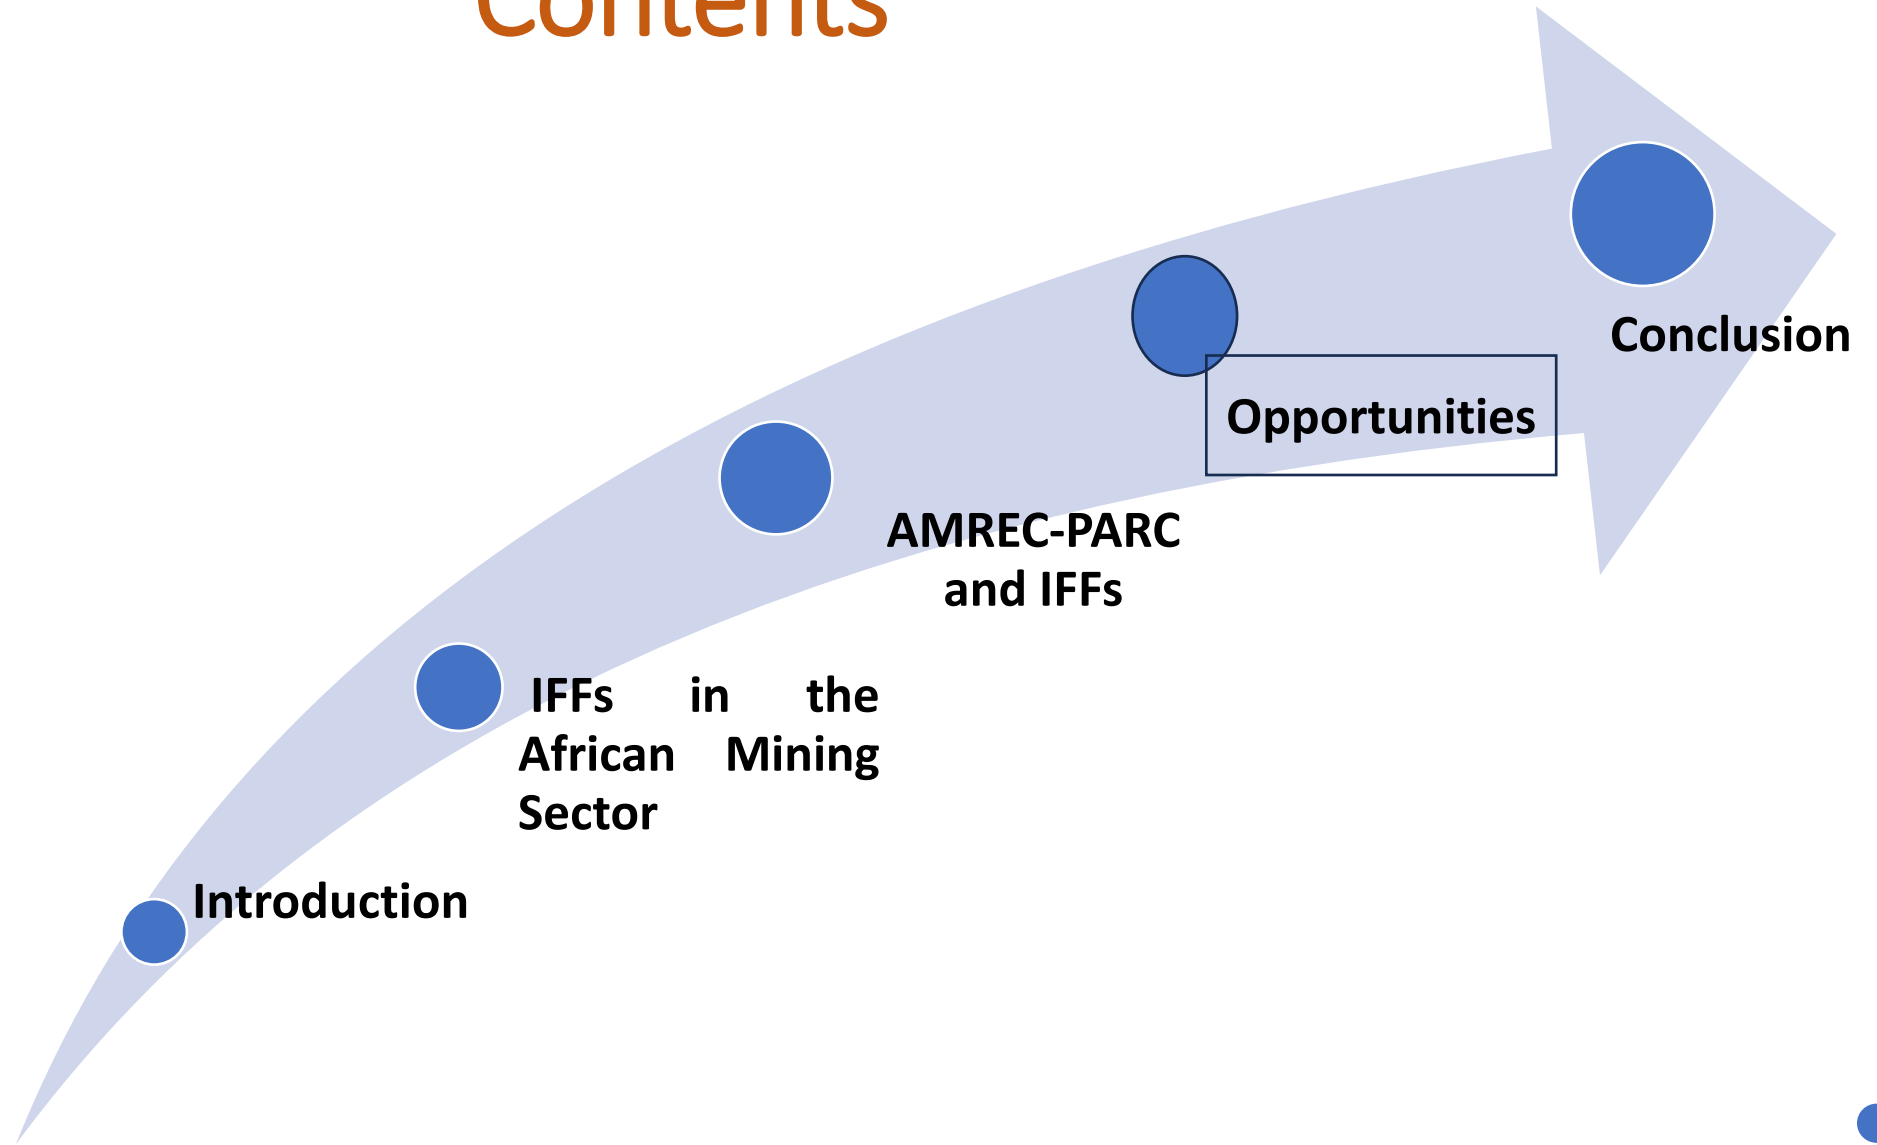 Contents
Conclusion
Opportunities
AMREC-PARC
and IFFs
IFFs in the
African Mining
Sector
Introduction